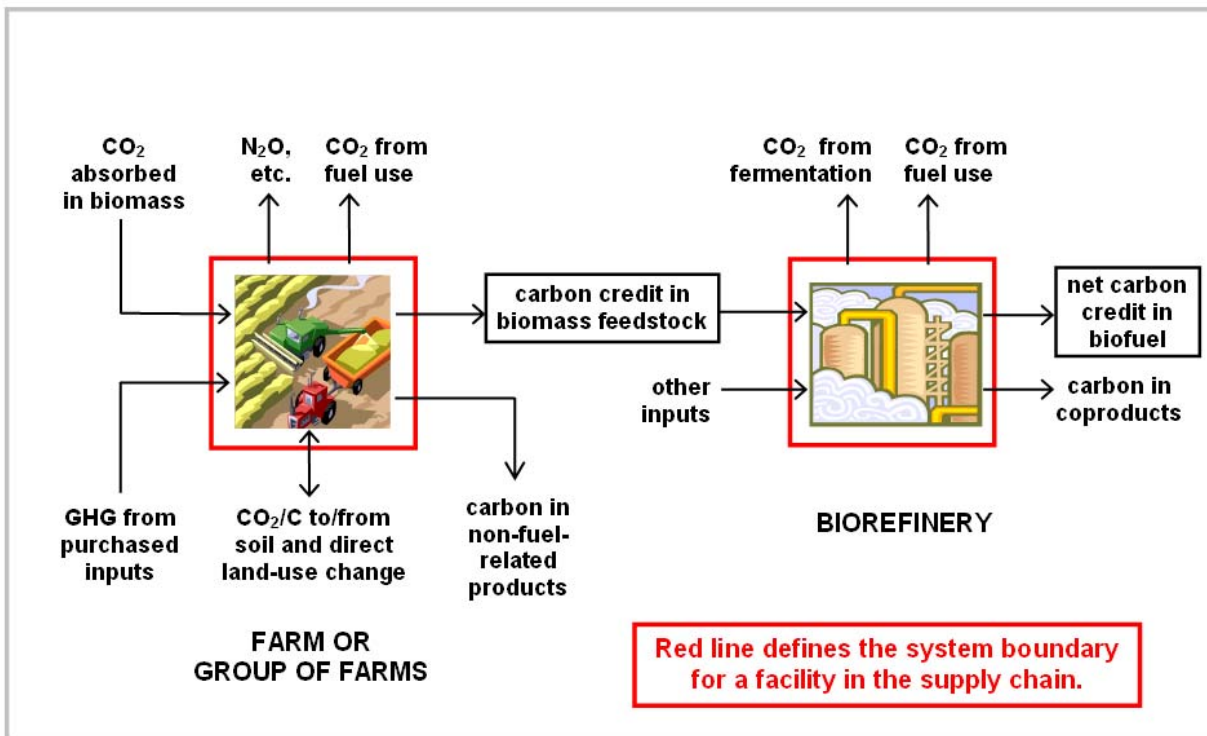 CO₂
absorbed
in biomass
N₂O,
etc.
CO₂ from
fuel use
CO₂ from
fermentation
CO₂ from
fuel use
carbon credit in
biomass feedstock
net carbon
credit in
biofuel
other
inputs
carbon in
coproducts
GHG from
purchased
inputs
CO₂/C to/from
soil and direct
land-use change
carbon in
non-fuel-
related
products
BIOREFINERY
FARM OR
GROUP OF FARMS
Red line defines the system boundary
for a facility in the supply chain.